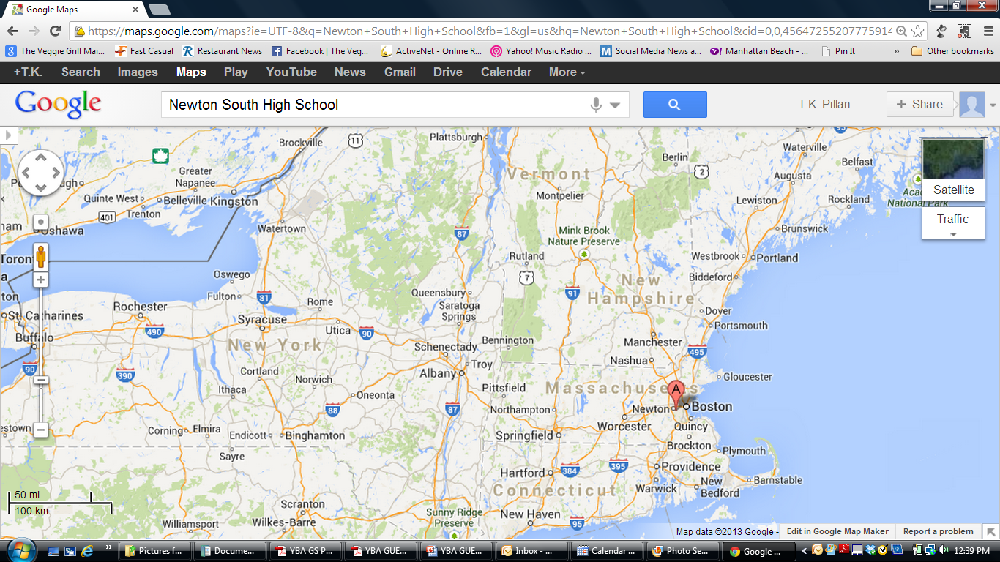 Google Maps
https://maps.google.com/maps?ie=UTF-8&q=Newton+South+High+School&fb=1&gl=us&hq=Newton+South+High+School&cid=0,0,45647255207775914
The Veggie Grill Mai... Fast Casual Restaurant News Facebook | The Veg... ActiveNet - Online R... Yahoo! Music Radio ... Social Media News a... Manhattan Beach - ... Pin It » Other bookmarks
+T.K. Search Images Maps Play YouTube News Gmail Drive Calendar More
Google Newton South High School T.K. Pillan + Share
Plattsburgh
11
95
Brockville
Waterville
Berlin
Belfast
Greater
Napanee
Vermont
2
Augusta
Montpelier
Quinte West Belleville Kingston
Lewiston Rockland
Satellite
National Park
Trenton
401
Watertown
Traffic
Oshawa
87
Mink Brook
Nature Preserve
Brunswick
Rutland
Westbrook Portland
Oswego
7
Biddeford
New
Hampshire
Fulton
81
Queensbury
91
Rome
Rochester
Saratoga
Springs
Dover
St. Catharines
Syracuse
Portsmouth
Utica
490
90
Buffalo
New York
Schenectady
Bennington
Manchester
495
90
390
Cortland
Troy
Nashua
Albany
Gloucester
Norwich
Pittsfield
Massachusetts
A
Ithaca
Oneonta
88
87
Northampton
Newton Boston
Worcester Quincy
Corning Elmira Endicott Binghamton
Springfield
Brockton
Sayre
Plymouth
384
395
Providence
Hartford
Barnstable
Connecticut
Warwick
New
Bedford
50 mi
100 km
Scranton
Sunny Ridge
Preserve
New Haven
95
Williamsport
Wilkes-Barre
Map data ©2013 Google - Edit in Google Map Maker Report a problem
» Pictures f... Docume... YBA GS P... YBA GUE... YBA GUE... Inbox - ... Calendar ... Photo Se... Google ... 12:39 PM